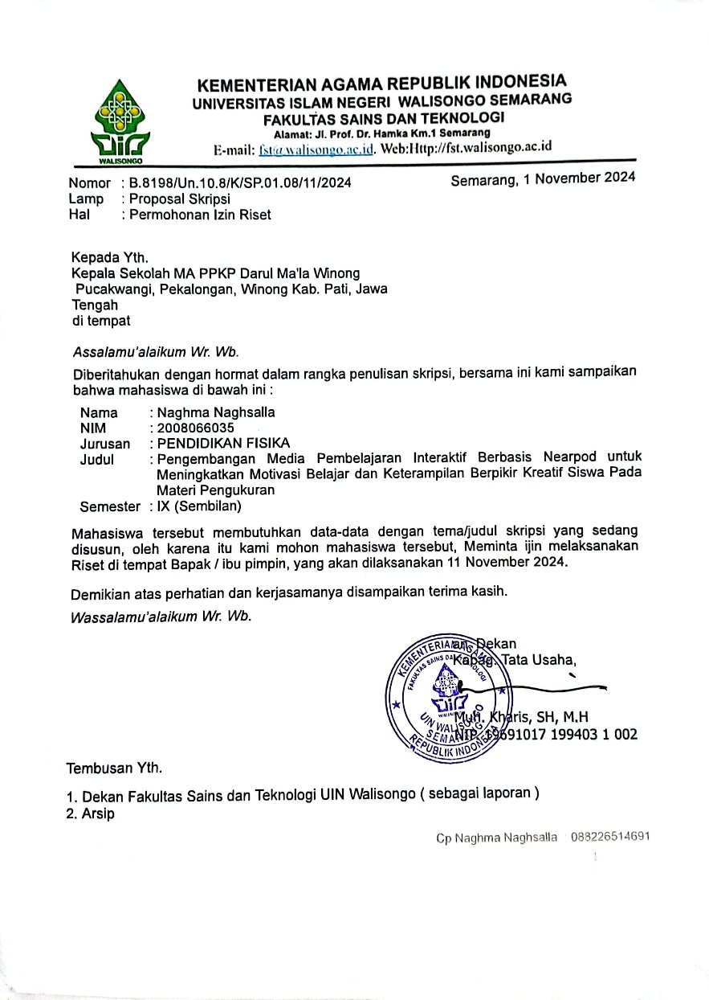 KEMENTERIAN AGAMA REPUBLIK INDONESIA
UNIVERSITAS ISLAM NEGERI WALISONGO SEMARANG
FAKULTAS SAINS DAN TEKNOLOGI
Alamat: Jl. Prof. Dr. Hamka Km.1 Semarang
E-mail: fst@walisongo.ac.id. Web:Http://fst.walisongo.ac.id
WALISONGO
Nomor : B.8198/Un.10.8/K/SP.01.08/11/2024 Semarang, 1 November 2024
Lamp : Proposal Skripsi
Hal : Permohonan Izin Riset
Kepada Yth.
Kepala Sekolah MA PPKP Darul Ma'la Winong
Pucakwangi, Pekalongan, Winong Kab. Pati, Jawa
Tengah
di tempat
Assalamu'alaikum Wr. Wb.
Diberitahukan dengan hormat dalam rangka penulisan skripsi, bersama ini kami sampaikan
bahwa mahasiswa di bawah ini :
Nama : Naghma Naghsalla
NIM : 2008066035
Jurusan : PENDIDIKAN FISIKA
Judul : Pengembangan Media Pembelajaran Interaktif Berbasis Nearpod untuk
Meningkatkan Motivasi Belajar dan Keterampilan Berpikir Kreatif Siswa Pada
Materi Pengukuran
Semester : IX (Sembilan)
Mahasiswa tersebut membutuhkan data-data dengan tema/judul skripsi yang sedang
disusun, oleh karena itu kami mohon mahasiswa tersebut, Meminta ijin melaksanakan
Riset di tempat Bapak / ibu pimpin, yang akan dilaksanakan 11 November 2024.
Demikian atas perhatian dan kerjasamanya disampaikan terima kasih.
Wassalamu'alaikum Wr. Wb.
an. Dekan
Kabag. Tata Usaha,
KEMENTERIAN AGAMA
FAKULTAS SAINS DAN TEKNOLOGI
UIN WALISONGO
SEMARANG
REPUBLIK INDONESIA
Muh. Kharis, SH, M.H
NIP. 19691017 199403 1 002
Tembusan Yth.
1. Dekan Fakultas Sains dan Teknologi UIN Walisongo ( sebagai laporan )
2. Arsip
Cp Naghma Naghsalla : 088226514691